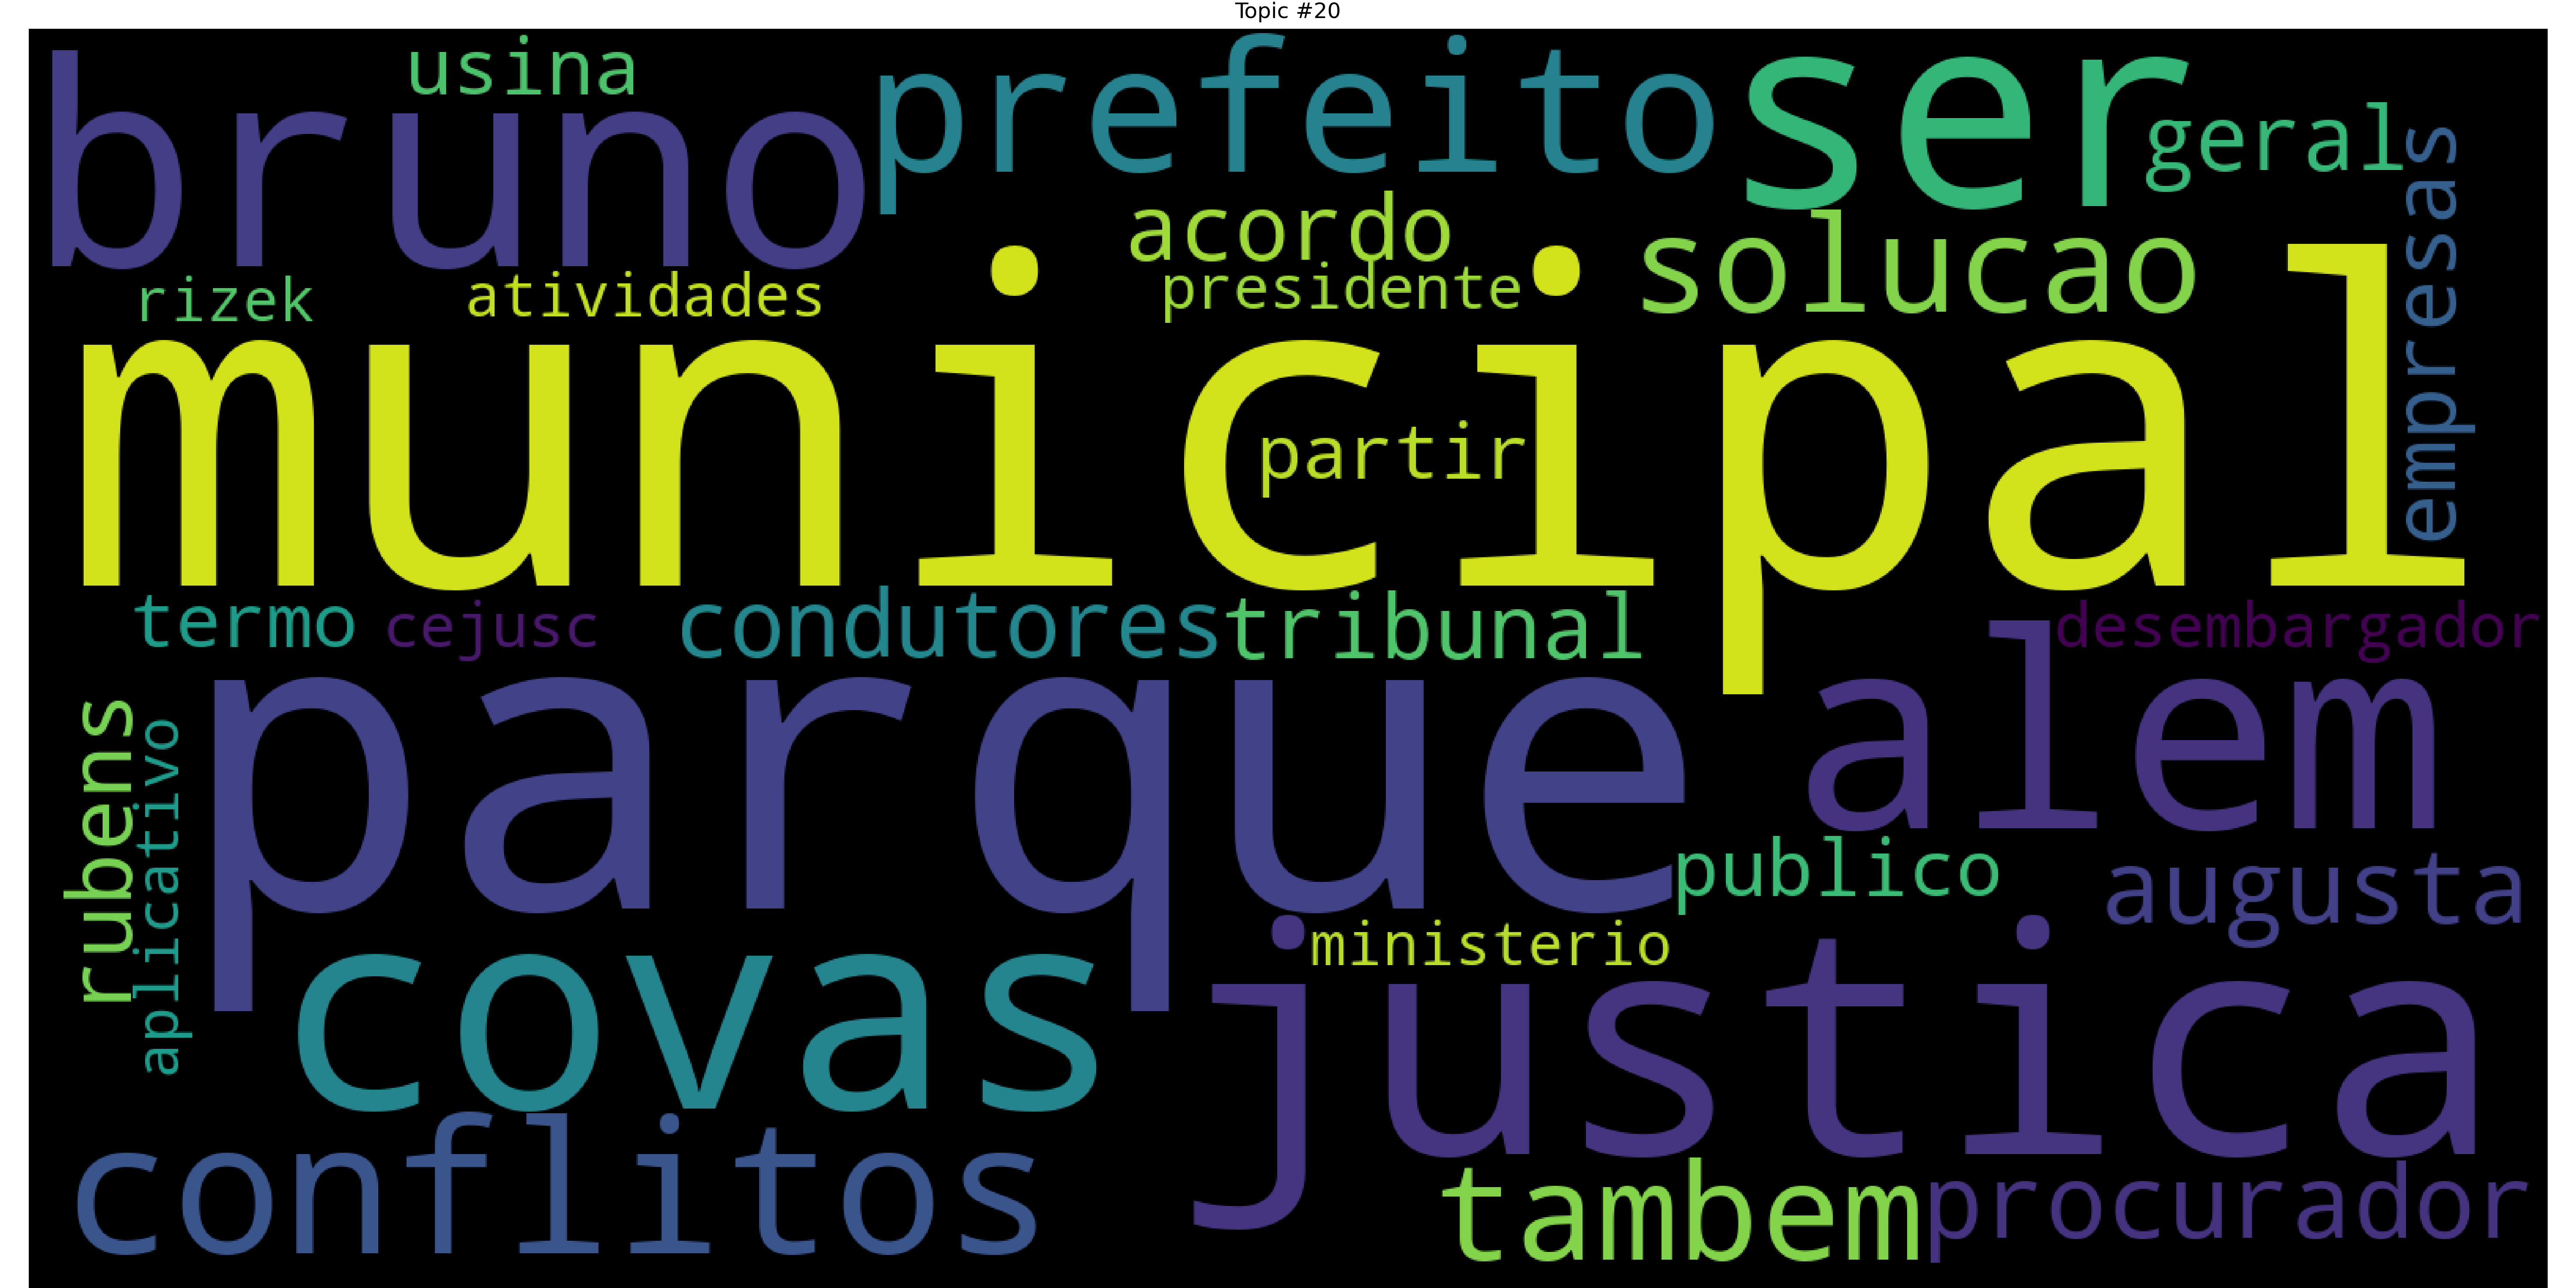 Topic #20
usina
bruno
prefeito
ser
geral
empresas
acordo
solucao
rizek
atividades
presidente
municipal
partir
termo
cejusc
condutores
tribunal
desembargador
rubens
aplicativo
parque
alem
publico
augusta
ministerio
covas
justica
conflitos
tambem
procurador